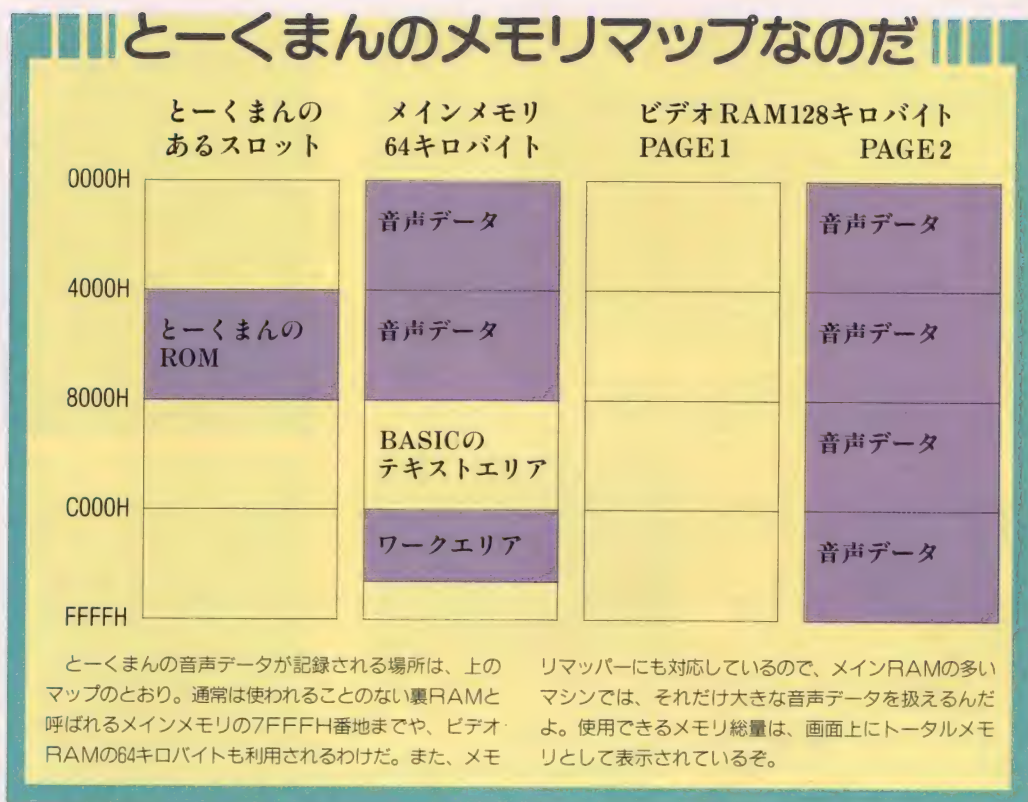 とーくまんのメモリマップなのだ
とーくまんの
あるスロット
メインメモリ
64キロバイト
ビデオRAM128キロバイト
PAGE1
PAGE2
0000H
4000H
8000H
C000H
FFFFH
とーくまんの
ROM
音声データ
音声データ
BASICの
テキストエリア
ワークエリア
音声データ
音声データ
音声データ
音声データ
とーくまんの音声データが記録される場所は、上の
マップのとおり。通常は使われることのない裏RAMと
呼ばれるメインメモリの7FFFH番地までや、ビデオ
RAMの64キロバイトも利用されるわけだ。また、メモ
リマッパーにも対応しているので、メインRAMの多い
マシンでは、それだけ大きな音声データを扱えるんだ
よ。使用できるメモリ総量は、画面上にトータルメモ
リとして表示されているぞ。